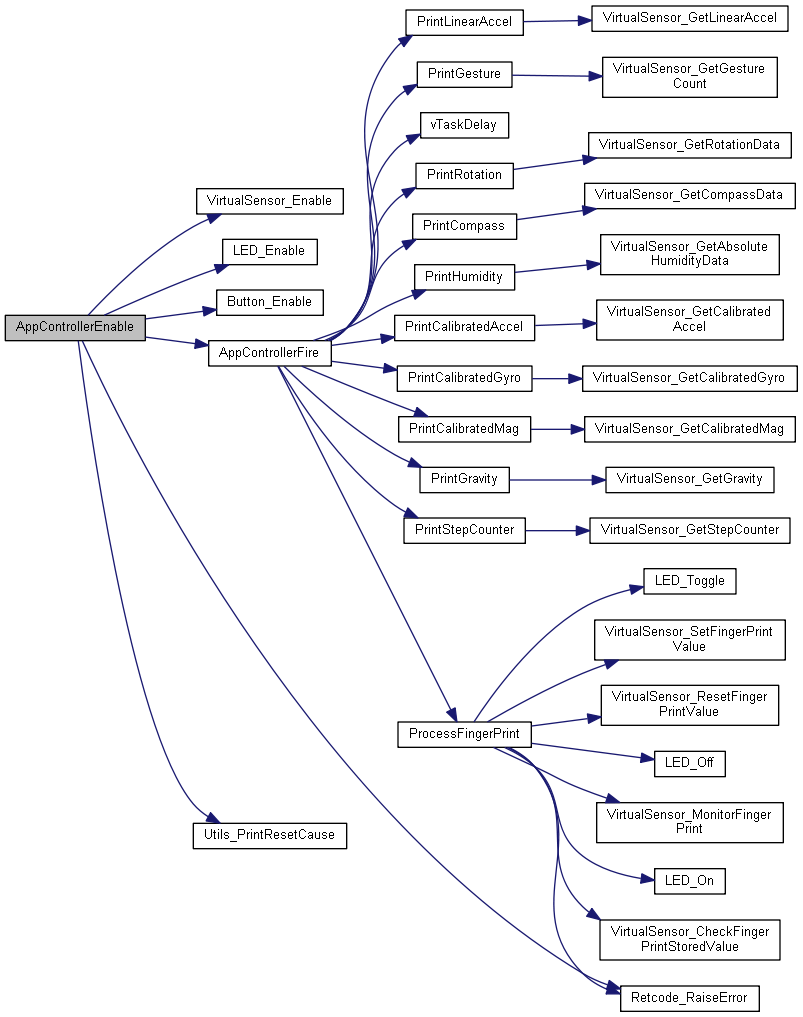 PrintLinearAccel
VirtualSensor_GetLinearAccel
PrintGesture
VirtualSensor_GetGesture
Count
vTaskDelay
PrintRotation
VirtualSensor_GetRotationData
VirtualSensor_Enable
PrintCompass
VirtualSensor_GetCompassData
LED_Enable
PrintHumidity
VirtualSensor_GetAbsolute
HumidityData
Button_Enable
AppControllerEnable
PrintCalibratedAccel
VirtualSensor_GetCalibrated
Accel
AppControllerFire
PrintCalibratedGyro
VirtualSensor_GetCalibratedGyro
PrintCalibratedMag
VirtualSensor_GetCalibratedMag
PrintGravity
VirtualSensor_GetGravity
PrintStepCounter
VirtualSensor_GetStepCounter
LED_Toggle
VirtualSensor_SetFingerPrint
Value
VirtualSensor_ResetFinger
PrintValue
ProcessFingerPrint
LED_Off
VirtualSensor_MonitorFinger
Print
Utils_PrintResetCause
LED_On
VirtualSensor_CheckFinger
PrintStoredValue
Retcode_RaiseError